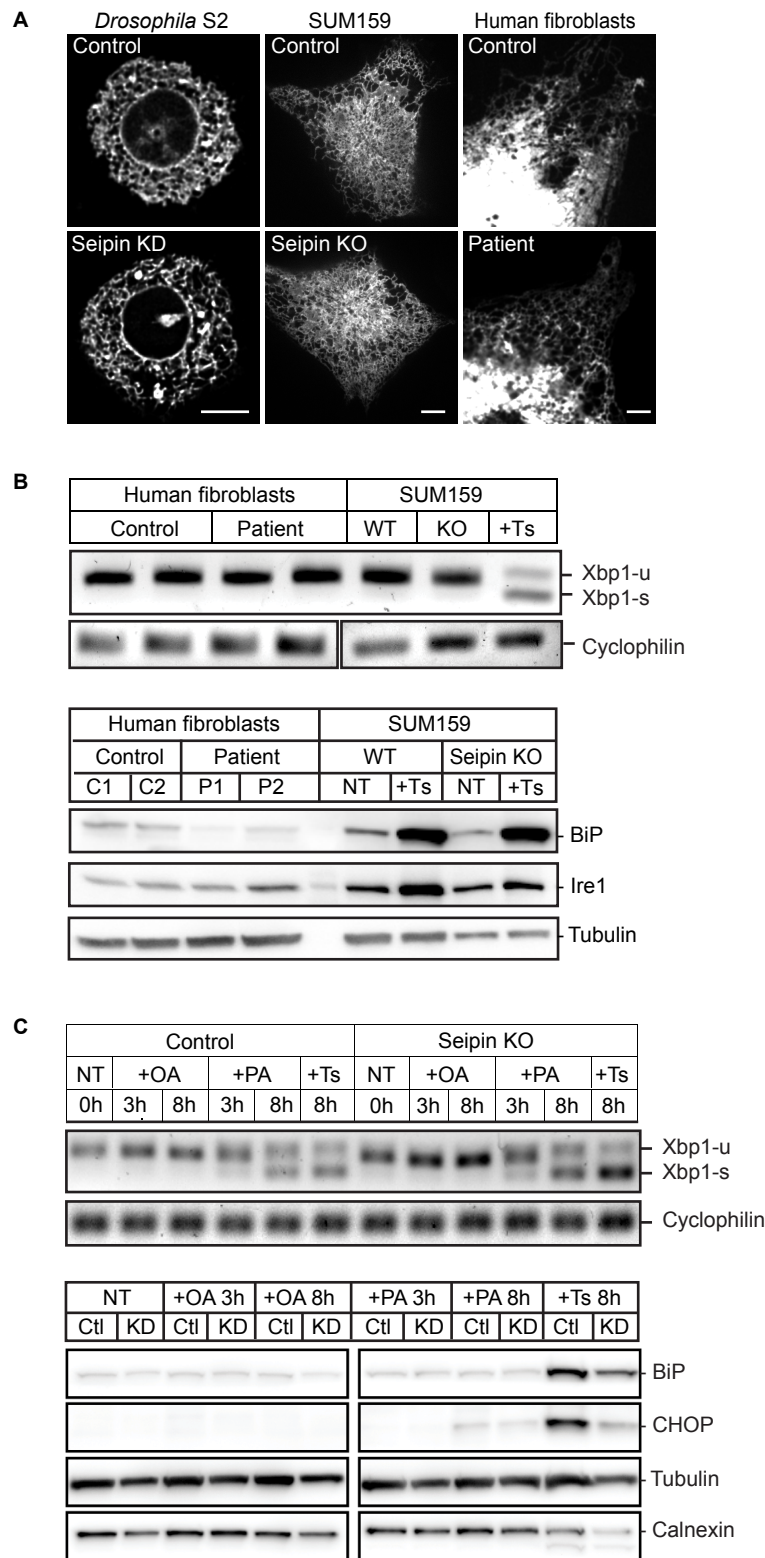 A
Drosophila S2 SUM159 Human fibroblasts
Control Control Control
Seipin KD Seipin KO Patient
B
Human fibroblasts SUM159
Control Patient WT KO +Ts
Xbp1-u
Xbp1-s
Cyclophilin
Human fibroblasts SUM159
Control Patient WT Seipin KO
C1 C2 P1 P2 NT +Ts NT +Ts
BiP
Ire1
Tubulin
C
Control Seipin KO
NT +OA +PA +Ts NT +OA +PA +Ts
0h 3h 8h 3h 8h 8h 0h 3h 8h 3h 8h 8h
Xbp1-u
Xbp1-s
Cyclophilin
NT +OA 3h +OA 8h +PA 3h +PA 8h +Ts 8h
Ctl KD Ctl KD Ctl KD Ctl KD Ctl KD Ctl KD
BiP
CHOP
Tubulin
Calnexin